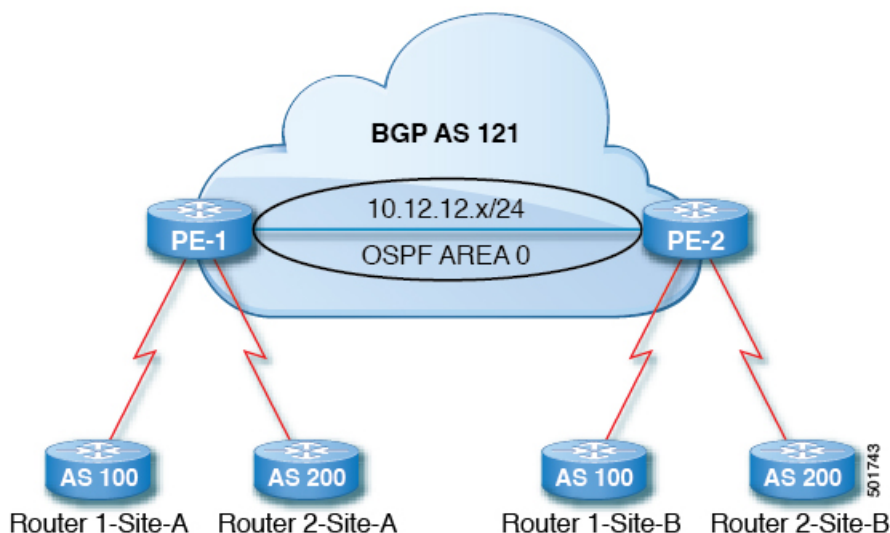 BGP AS 121
10.12.12.x/24
PE-1
PE-2
OSPF AREA 0
AS 100
AS 200
AS 100
AS 200
501743
Router 1-Site-A
Router 2-Site-A
Router 1-Site-B
Router 2-Site-B